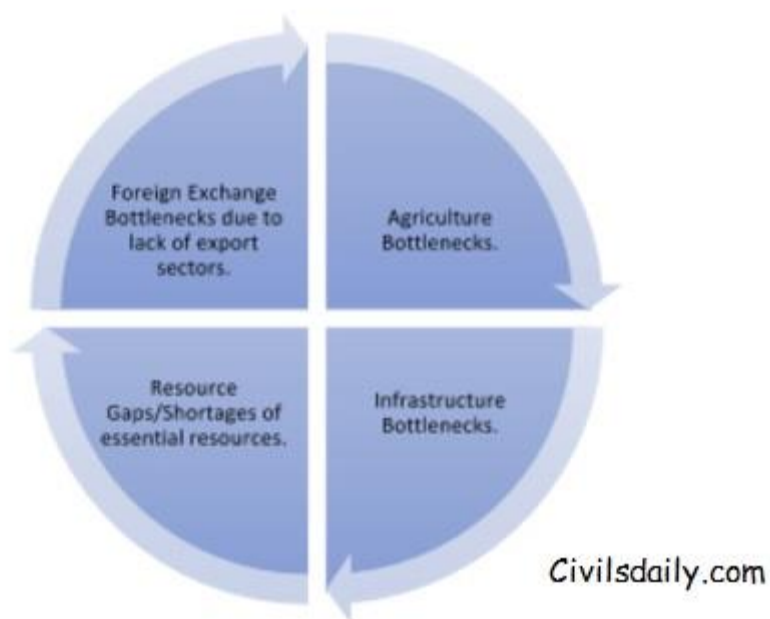 Foreign Exchange
Bottlenecks due to
lack of export
sectors.
Agriculture
Bottlenecks.
Resource
Gaps/Shortages of
essential resources.
Infrastructure
Bottlenecks.
Civilsdaily.com